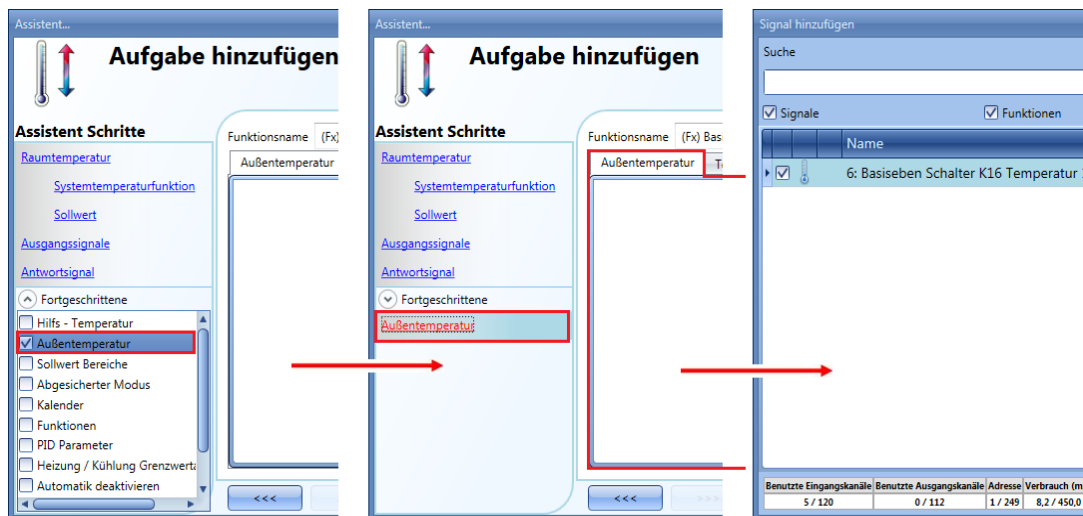 Assistent...
Aufgabe hinzufügen
Assistent Schritte
Raumtemperatur
Systemtemperaturfunktion
Sollwert
Ausgangssignale
Antwortsignal
Fortgeschrittene
Hilfs - Temperatur
Außentemperatur
Sollwert Bereiche
Abgesicherter Modus
Kalender
Funktionen
PID Parameter
Heizung / Kühlung Grenzwerta
Automatik deaktivieren
Funktionsname (Fx)
Außentemperatur
<<<
Assistent...
Aufgabe hinzufügen
Assistent Schritte
Raumtemperatur
Systemtemperaturfunktion
Sollwert
Ausgangssignale
Antwortsignal
Fortgeschrittene
Außentemperatur
Funktionsname (Fx) Bas
Außentemperatur
<<< >>>
Signal hinzufügen
Suche
Signale Funktionen
Name
6: Basiseben Schalter K16 Temperatur
Benutzte Eingangskanäle Benutzte Ausgangskanäle Adresse Verbrauch (m
5 / 120 0 / 112 1 / 249 8,2 / 450,0